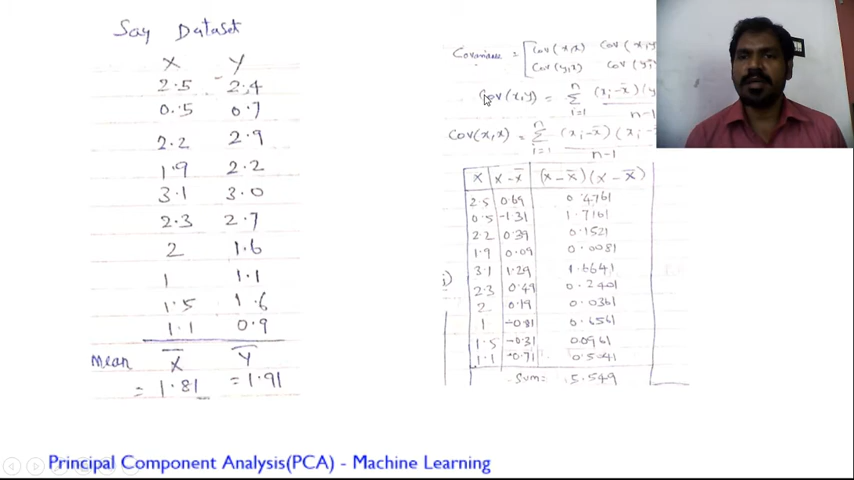 Say Dataset
X Y
2.5 2.4
0.5 0.7
2.2 2.9
1.9 2.2
3.1 3.0
2.3 2.7
2 1.6
1 1.1
1.5 1.6
1.1 0.9
Mean X̄ Ȳ
= 1.81 = 1.91
Covariance = [Cov(x,x) Cov(x,y
Cov(y,x) Cov(y,
Cov(x,y) = n Σ i=1 (xi-x̄)(y
n-1
Cov(x,x) = n Σ i=1 (xi-x̄)(xi-
n-1
X X-X̄ (X-X̄)(X-X̄)
2.5 0.69 0.4761
0.5 -1.31 1.7161
2.2 0.39 0.1521
1.9 0.09 0.0081
3.1 1.29 1.6641
2.3 0.49 0.2401
2 0.19 0.0361
1 -0.81 0.6561
1.5 -0.31 0.0961
1.1 -0.71 0.5041
Sum= 5.549
Principal Component Analysis(PCA) - Machine Learning